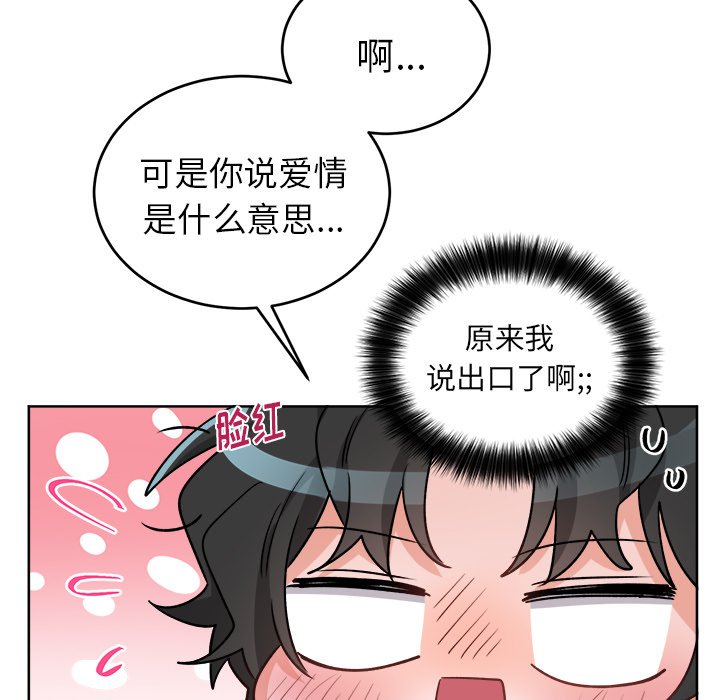 啊…
可是你说爱情
是什么意思…
原来我
说出口了啊;;
脸红